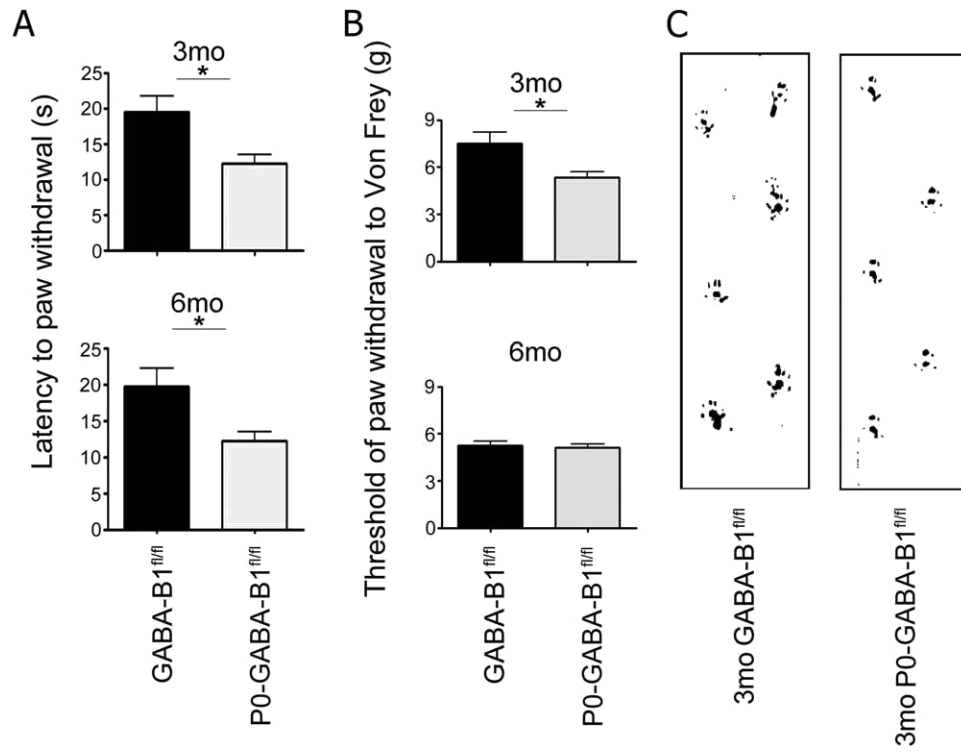 A
Latency to paw withdrawal (s)
3mo
*
25
20
15
10
5
0
6mo
*
25
20
15
10
5
0
GABA-B1fl/fl
P0-GABA-B1fl/fl
B
Threshold of paw withdrawal to Von Frey (g)
3mo
*
9
6
3
0
6mo
9
6
3
0
GABA-B1fl/fl
P0-GABA-B1fl/fl
C
3mo GABA-B1fl/fl
3mo P0-GABA-B1fl/fl